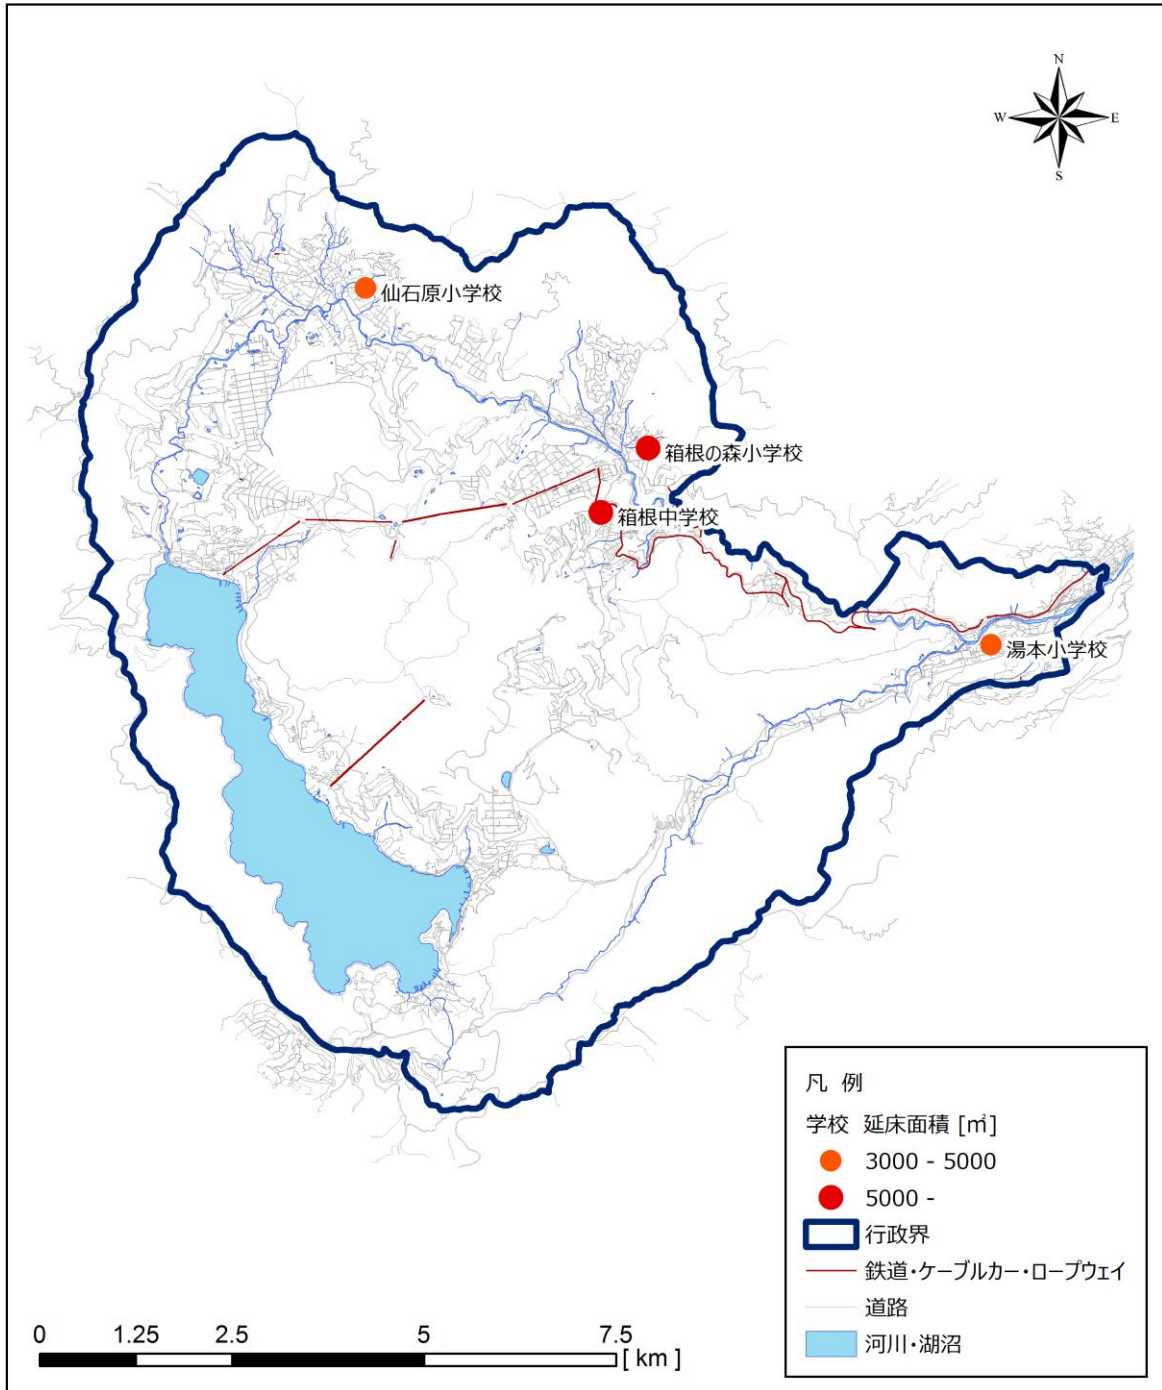 N
W
E
S
仙石原小学校
箱根の森小学校
箱根中学校
湯本小学校
凡 例
学校 延床面積 [㎡]
3000 - 5000
5000 -
行政界
鉄道・ケーブルカー・ロープウェイ
道路
河川・湖沼
0 1.25 2.5 5 7.5
[ km ]